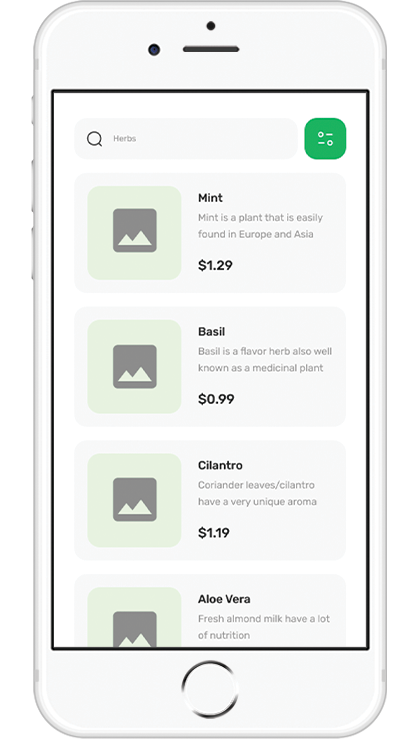 Herbs
Mint
Mint is a plant that is easily
found in Europe and Asia
$1.29
Basil
Basil is a flavor herb also well
known as a medicinal plant
$0.99
Cilantro
Coriander leaves/cilantro
have a very unique aroma
$1.19
Aloe Vera
Fresh almond milk have a lot
of nutrition